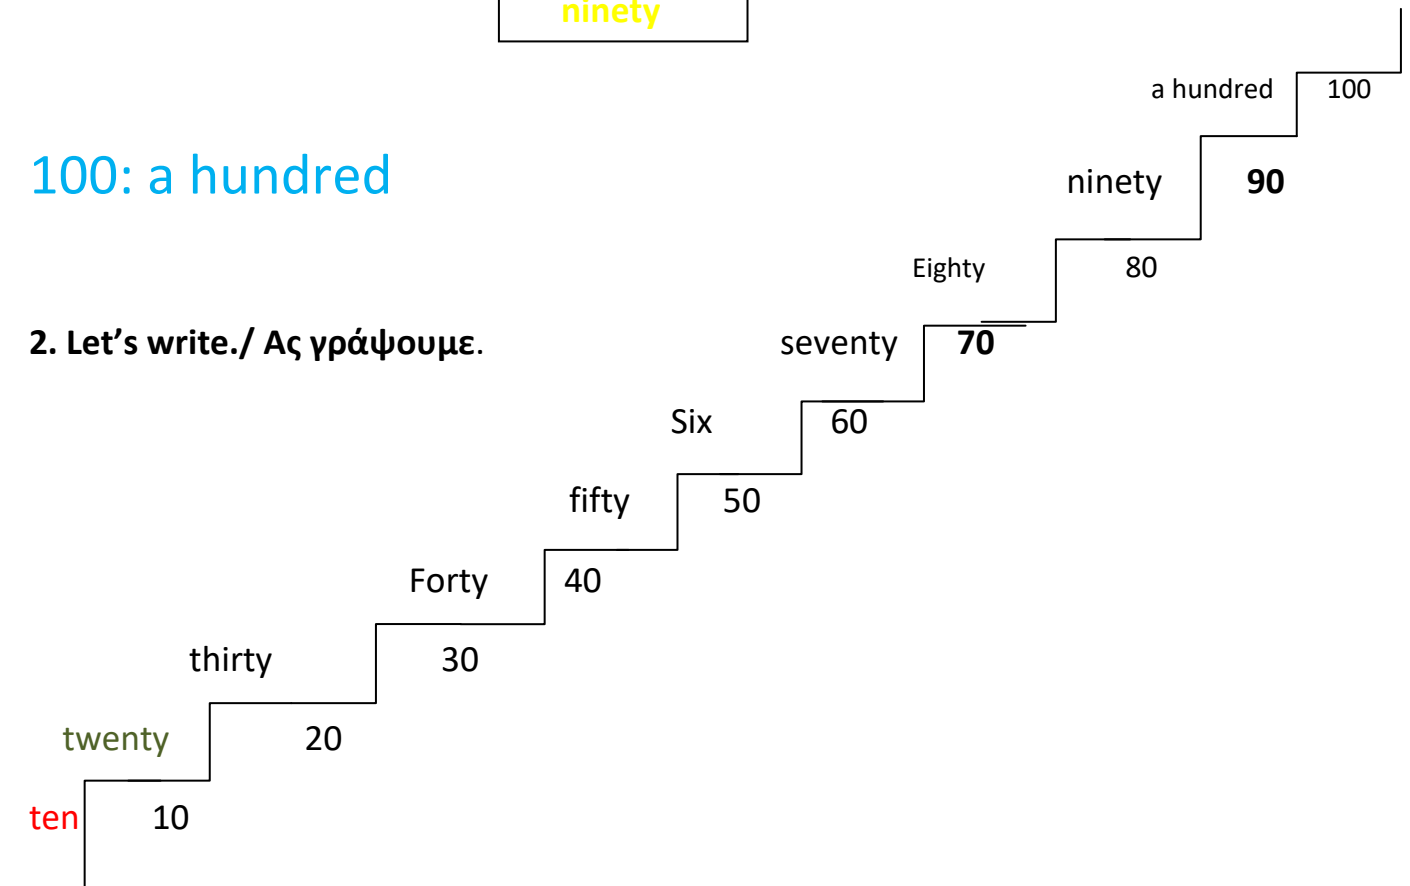 ninety
a hundred 100
100: a hundred
ninety 90
Eighty 80
2. Let's write./ Ας γράψουμε.
seventy 70
Six 60
fifty 50
Forty 40
thirty 30
twenty 20
ten 10